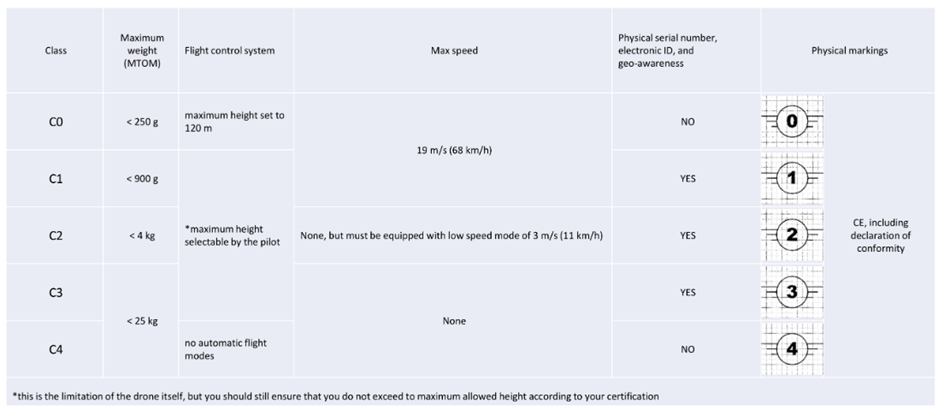 Class
Maximum
weight
(MTOM)
Flight control system
Max speed
Physical serial number,
electronic ID, and
geo-awareness
Physical markings
C0
< 250 g
maximum height set to
120 m
19 m/s (68 km/h)
NO
0
C1
< 900 g
YES
1
C2
< 4 kg
*maximum height
selectable by the pilot
None, but must be equipped with low speed mode of 3 m/s (11 km/h)
YES
2
CE, including
declaration of
conformity
C3
< 25 kg
None
YES
3
C4
no automatic flight
modes
NO
4
*this is the limitation of the drone itself, but you should still ensure that you do not exceed to maximum allowed height according to your certification